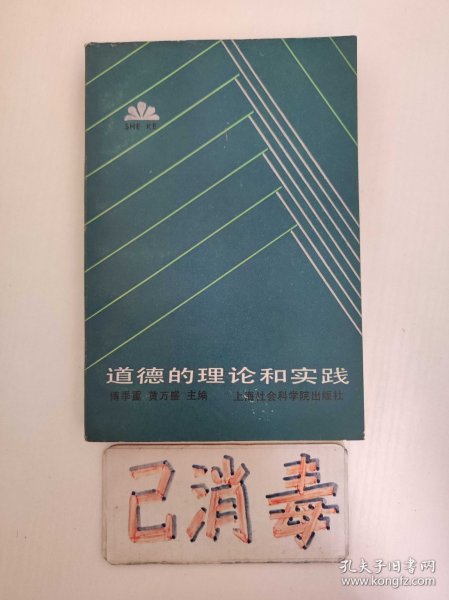 SHE KE
道德的理论和实践
傅季重 黄万盛 主编 上海社会科学院出版社
己消毒
孔夫子旧书网
www.kongfz.com